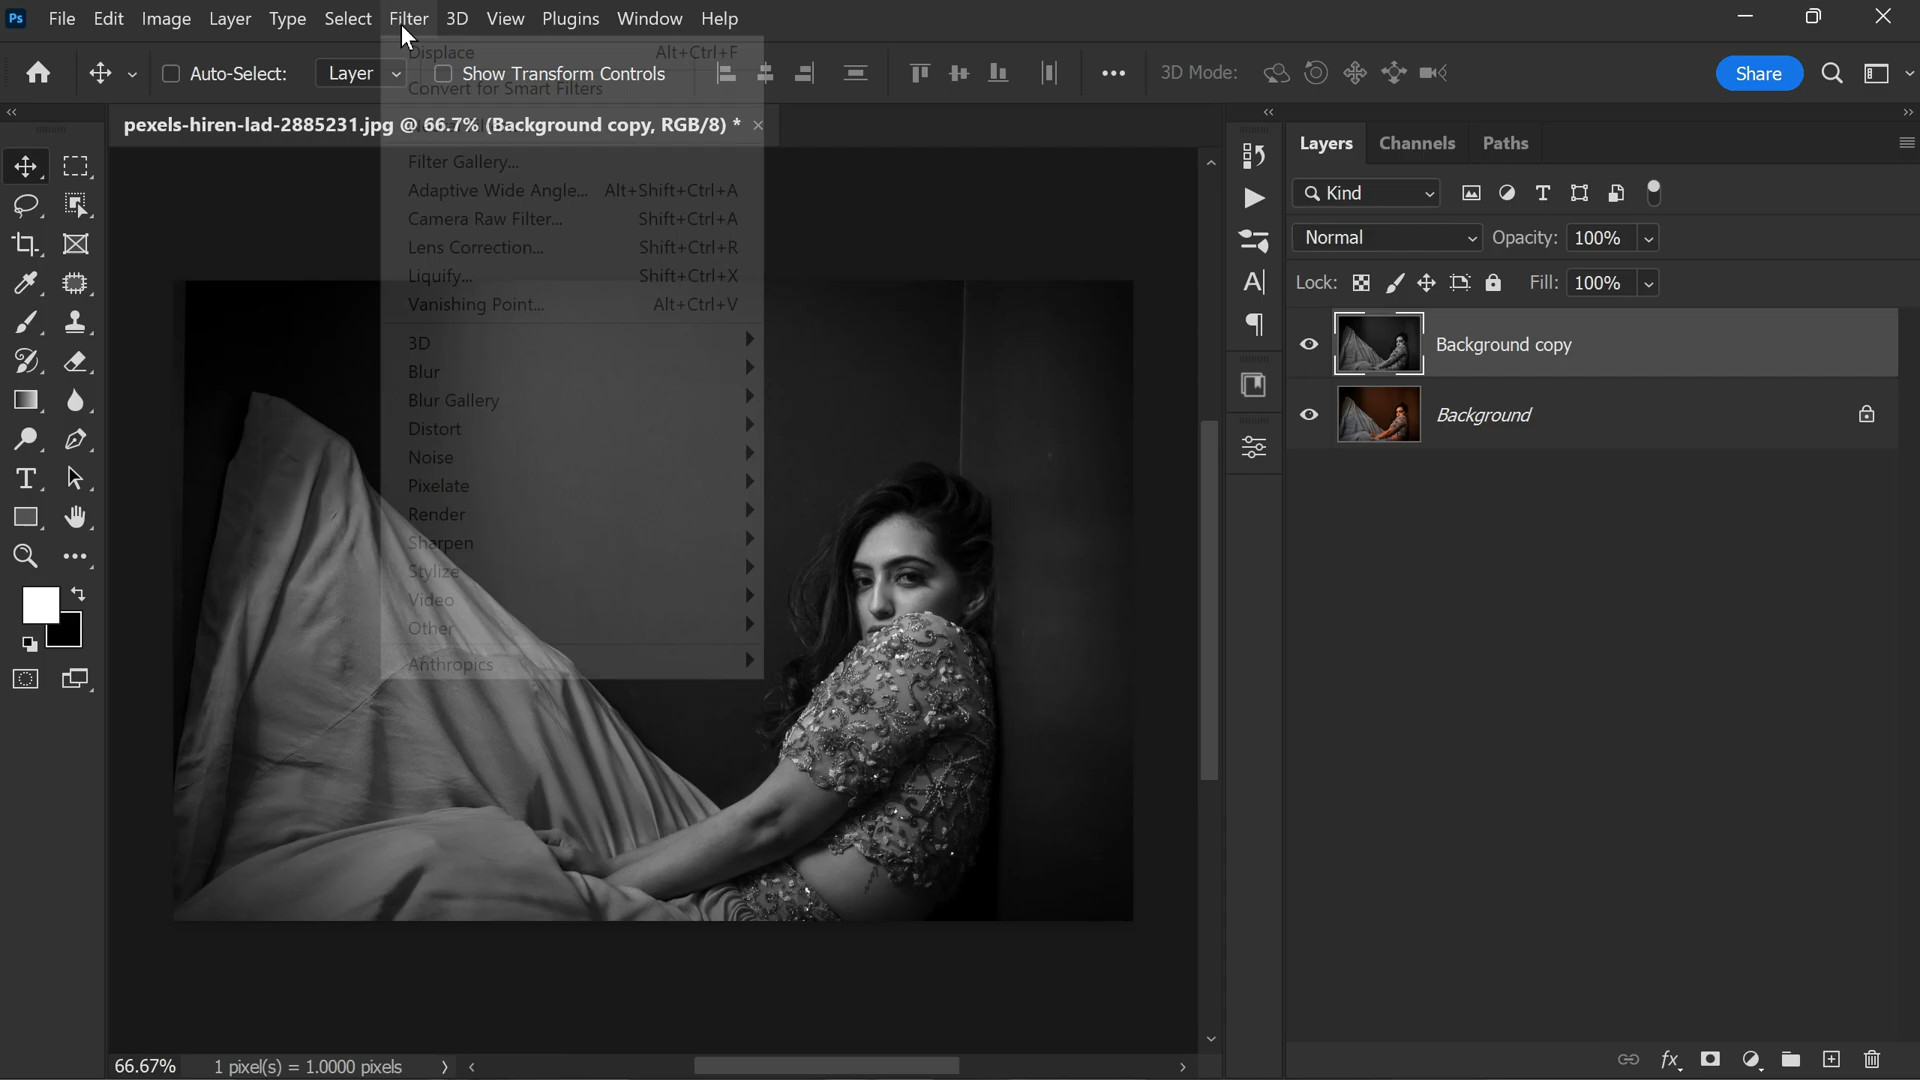 Ps File Edit Image Layer Type Select Filter 3D View Plugins Window Help
Auto-Select: Layer Show Transform Controls 3D Mode: Share
Displace Alt+Ctrl+F
Convert for Smart Filters
pexels-hiren-lad-2885231.jpg @ 66.7% (Background copy, RGB/8) *
Filter Gallery...
Adaptive Wide Angle... Alt+Shift+Ctrl+A
Camera Raw Filter... Shift+Ctrl+A
Lens Correction... Shift+Ctrl+R
Liquify... Shift+Ctrl+X
Vanishing Point... Alt+Ctrl+V
3D
Blur
Blur Gallery
Distort
Noise
Pixelate
Render
Sharpen
Stylize
Video
Other
Anthropics
Layers Channels Paths
Kind
Normal Opacity: 100%
Lock: Fill: 100%
Background copy
Background
66.67% 1 pixel(s) = 1.0000 pixels